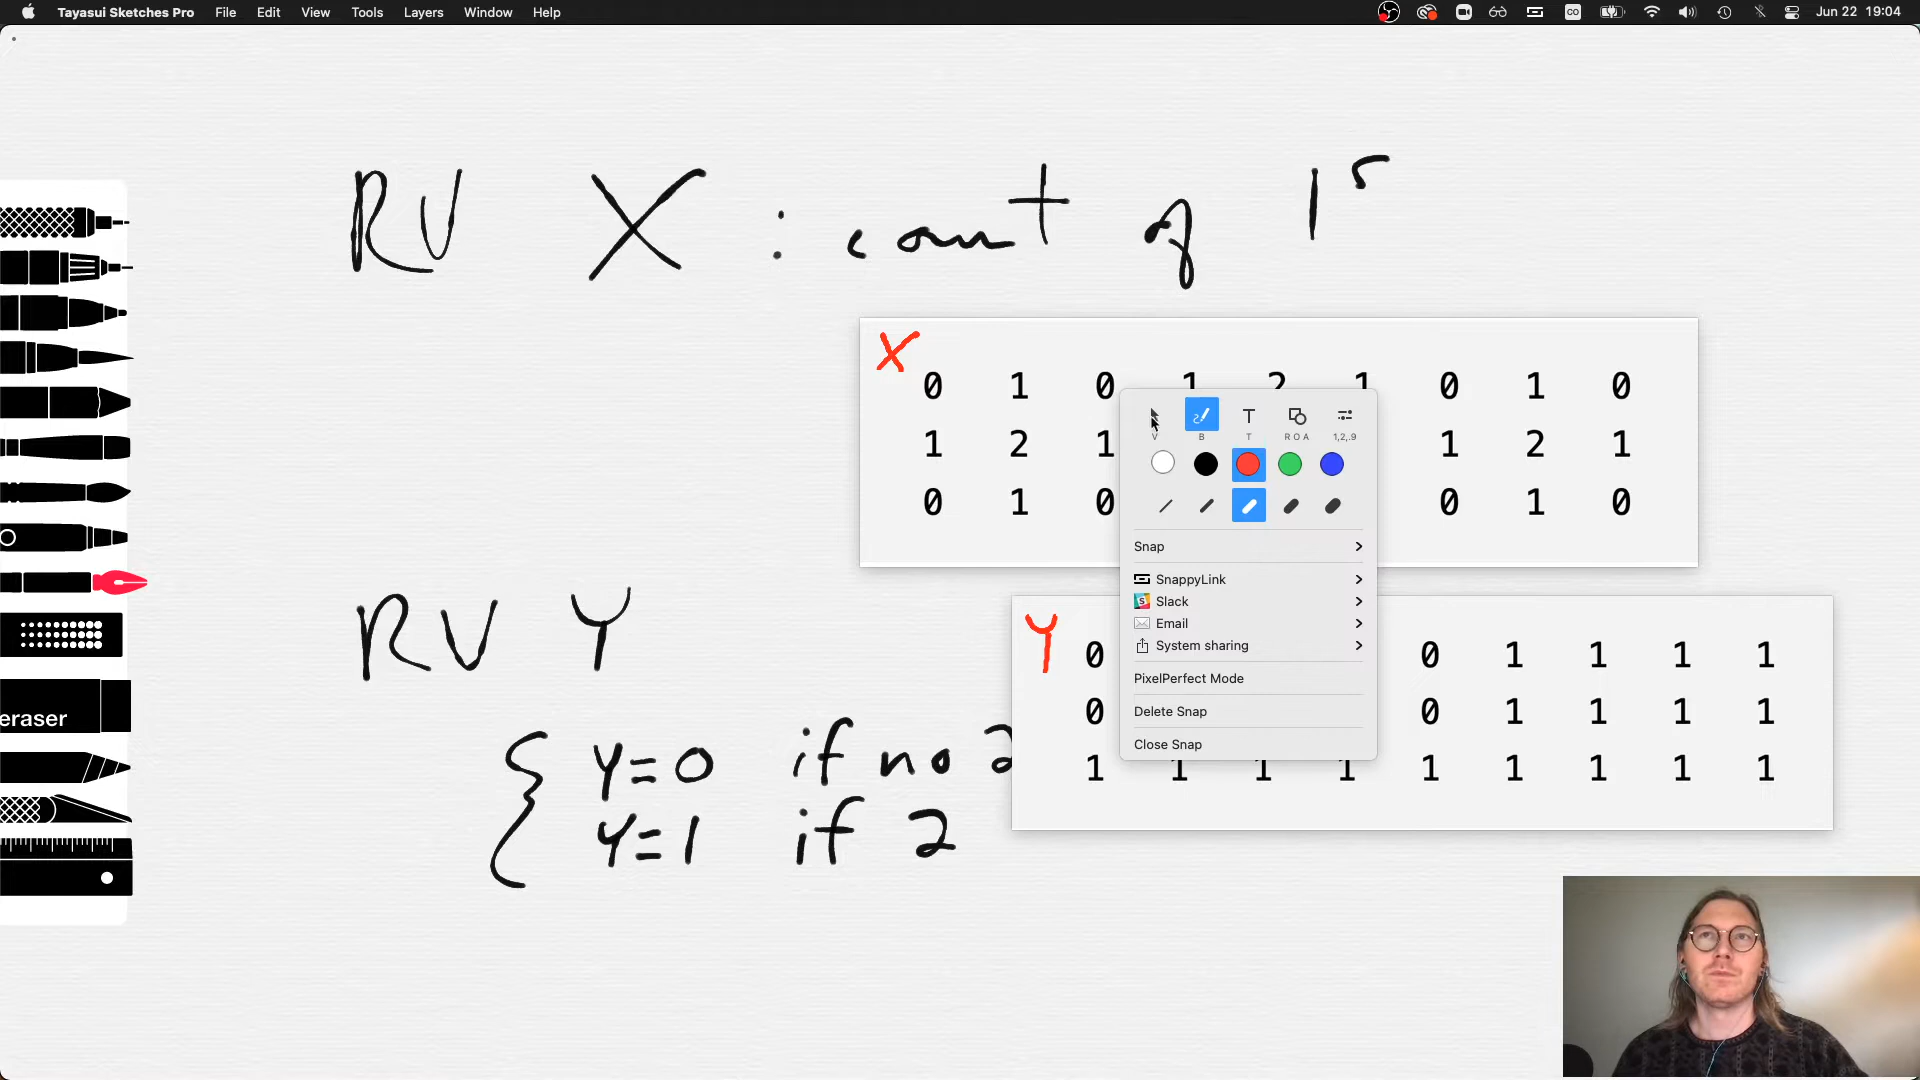 Tayasui Sketches Pro File Edit View Tools Layers Window Help CO Jun 22 19:04
RV X : count of 1s
X
0 1 0 1 2 1 0 1 0
1 2 1 1 2 1
0 1 0 0 1 0
V B T R O A 1,2,.9
T
Snap
SnappyLink
Slack
Email
System sharing
PixelPerfect Mode
Delete Snap
Close Snap
RV Y
Y
0 0 1 1 1 1
0 0 1 1 1 1
1 1 1 1 1 1 1 1 1
{ Y=0 if no 2
Y=1 if 2
eraser